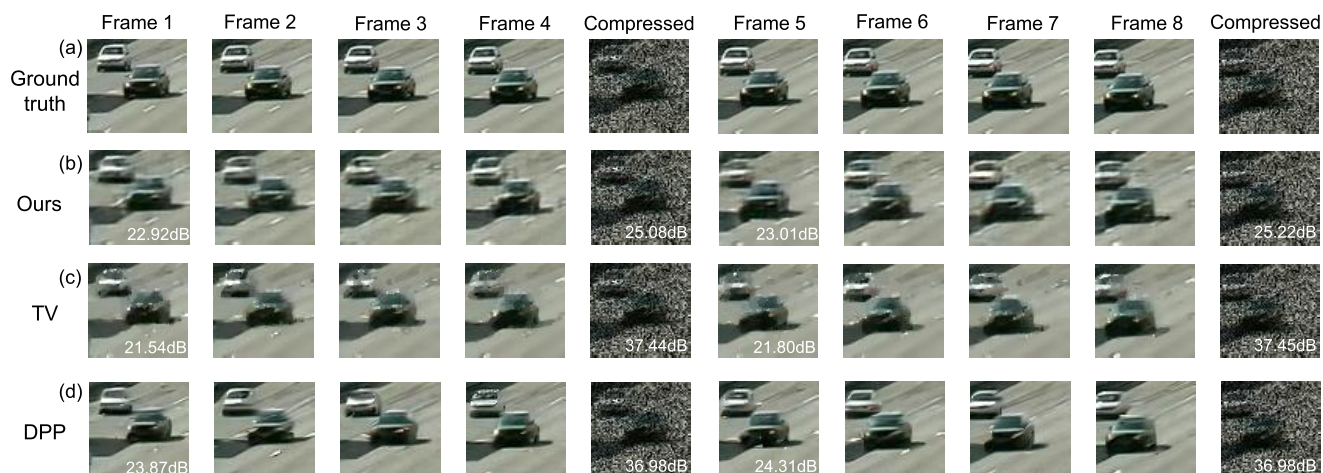 Frame 1 Frame 2 Frame 3 Frame 4 Compressed Frame 5 Frame 6 Frame 7 Frame 8 Compressed
(a)
Ground
truth
(b)
Ours
22.92dB 25.08dB 23.01dB 25.22dB
(c)
TV
21.54dB 37.44dB 21.80dB 37.45dB
(d)
DPP
23.87dB 36.98dB 24.31dB 36.98dB